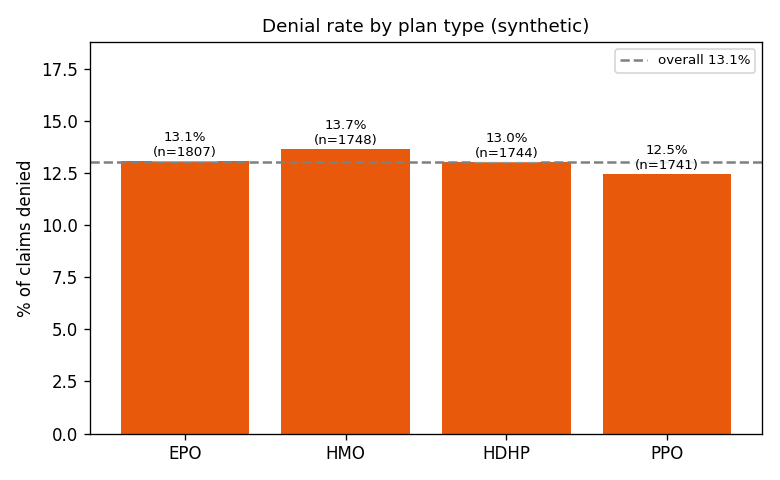 Denial rate by plan type (synthetic)
overall 13.1%
% of claims denied
17.5
15.0
12.5
10.0
7.5
5.0
2.5
0.0
13.1%
(n=1807)
13.7%
(n=1748)
13.0%
(n=1744)
12.5%
(n=1741)
EPO
HMO
HDHP
PPO